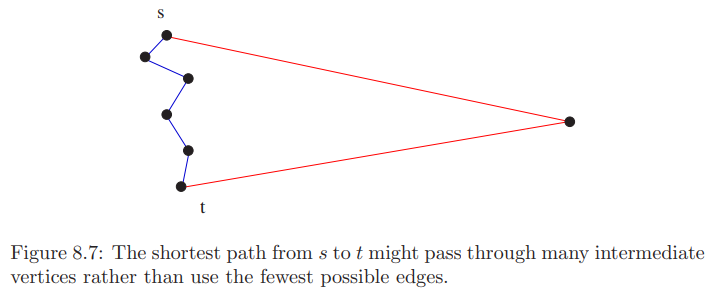 s
t
Figure 8.7: The shortest path from s to t might pass through many intermediate
vertices rather than use the fewest possible edges.